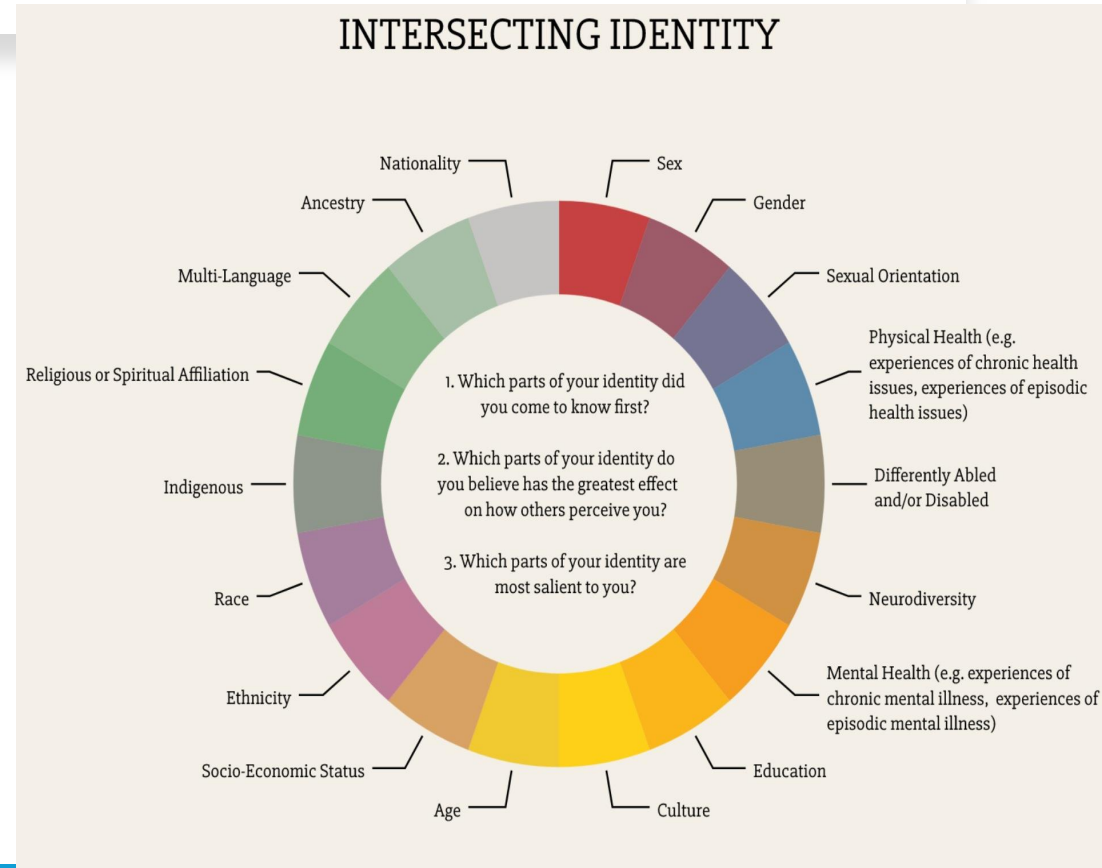 INTERSECTING IDENTITY
Nationality
Sex
Ancestry
Gender
Multi-Language
Sexual Orientation
Physical Health (e.g.
experiences of chronic health
issues, experiences of episodic
health issues)
Religious or Spiritual Affiliation
1. Which parts of your identity did
you come to know first?
2. Which parts of your identity do
you believe has the greatest effect
on how others perceive you?
3. Which parts of your identity are
most salient to you?
Indigenous
Differently Abled
and/or Disabled
Race
Neurodiversity
Ethnicity
Mental Health (e.g. experiences of
chronic mental illness, experiences of
episodic mental illness)
Socio-Economic Status
Education
Age
Culture